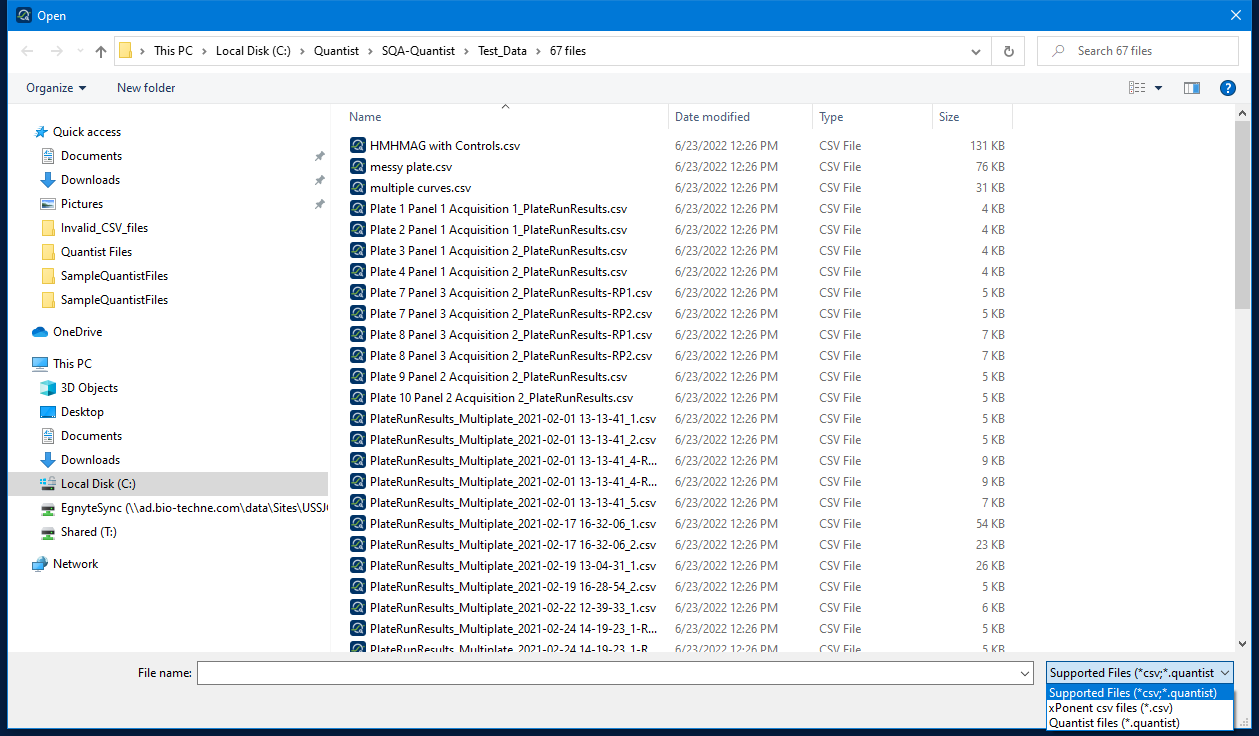 Open
This PC > Local Disk (C:) > Quantist > SQA-Quantist > Test_Data > 67 files
Search 67 files
Organize New folder
Quick access
Documents
Downloads
Pictures
Invalid_CSV_files
Quantist Files
SampleQuantistFiles
SampleQuantistFiles
OneDrive
This PC
3D Objects
Desktop
Documents
Downloads
Local Disk (C:)
EgnyteSync (\\ad.bio-techne.com\data\Sites\USSJ
Shared (T:)
Network
Name Date modified Type Size
HMHMAG with Controls.csv 6/23/2022 12:26 PM CSV File 131 KB
messy plate.csv 6/23/2022 12:26 PM CSV File 76 KB
multiple curves.csv 6/23/2022 12:26 PM CSV File 31 KB
Plate 1 Panel 1 Acquisition 1_PlateRunResults.csv 6/23/2022 12:26 PM CSV File 4 KB
Plate 2 Panel 1 Acquisition 1_PlateRunResults.csv 6/23/2022 12:26 PM CSV File 4 KB
Plate 3 Panel 1 Acquisition 2_PlateRunResults.csv 6/23/2022 12:26 PM CSV File 4 KB
Plate 4 Panel 1 Acquisition 2_PlateRunResults.csv 6/23/2022 12:26 PM CSV File 4 KB
Plate 7 Panel 3 Acquisition 2_PlateRunResults-RP1.csv 6/23/2022 12:26 PM CSV File 5 KB
Plate 7 Panel 3 Acquisition 2_PlateRunResults-RP2.csv 6/23/2022 12:26 PM CSV File 5 KB
Plate 8 Panel 3 Acquisition 2_PlateRunResults-RP1.csv 6/23/2022 12:26 PM CSV File 7 KB
Plate 8 Panel 3 Acquisition 2_PlateRunResults-RP2.csv 6/23/2022 12:26 PM CSV File 7 KB
Plate 9 Panel 2 Acquisition 2_PlateRunResults.csv 6/23/2022 12:26 PM CSV File 5 KB
Plate 10 Panel 2 Acquisition 2_PlateRunResults.csv 6/23/2022 12:26 PM CSV File 5 KB
PlateRunResults_Multiplate_2021-02-01 13-13-41_1.csv 6/23/2022 12:26 PM CSV File 5 KB
PlateRunResults_Multiplate_2021-02-01 13-13-41_2.csv 6/23/2022 12:26 PM CSV File 5 KB
PlateRunResults_Multiplate_2021-02-01 13-13-41_4-R... 6/23/2022 12:26 PM CSV File 9 KB
PlateRunResults_Multiplate_2021-02-01 13-13-41_4-R... 6/23/2022 12:26 PM CSV File 9 KB
PlateRunResults_Multiplate_2021-02-01 13-13-41_5.csv 6/23/2022 12:26 PM CSV File 7 KB
PlateRunResults_Multiplate_2021-02-17 16-32-06_1.csv 6/23/2022 12:26 PM CSV File 54 KB
PlateRunResults_Multiplate_2021-02-17 16-32-06_2.csv 6/23/2022 12:26 PM CSV File 23 KB
PlateRunResults_Multiplate_2021-02-19 13-04-31_1.csv 6/23/2022 12:26 PM CSV File 26 KB
PlateRunResults_Multiplate_2021-02-19 16-28-54_2.csv 6/23/2022 12:26 PM CSV File 5 KB
PlateRunResults_Multiplate_2021-02-22 12-39-33_1.csv 6/23/2022 12:26 PM CSV File 6 KB
PlateRunResults_Multiplate_2021-02-24 14-19-23_1-R... 6/23/2022 12:26 PM CSV File 5 KB
PlateRunResults_Multiplate_2021-02-24 14-19-23_1-R... 6/23/2022 12:26 PM CSV File 5 KB
File name: Supported Files (*csv;*.quantist
Supported Files (*csv;*.quantist)
xPonent csv files (*.csv)
Quantist files (*.quantist)